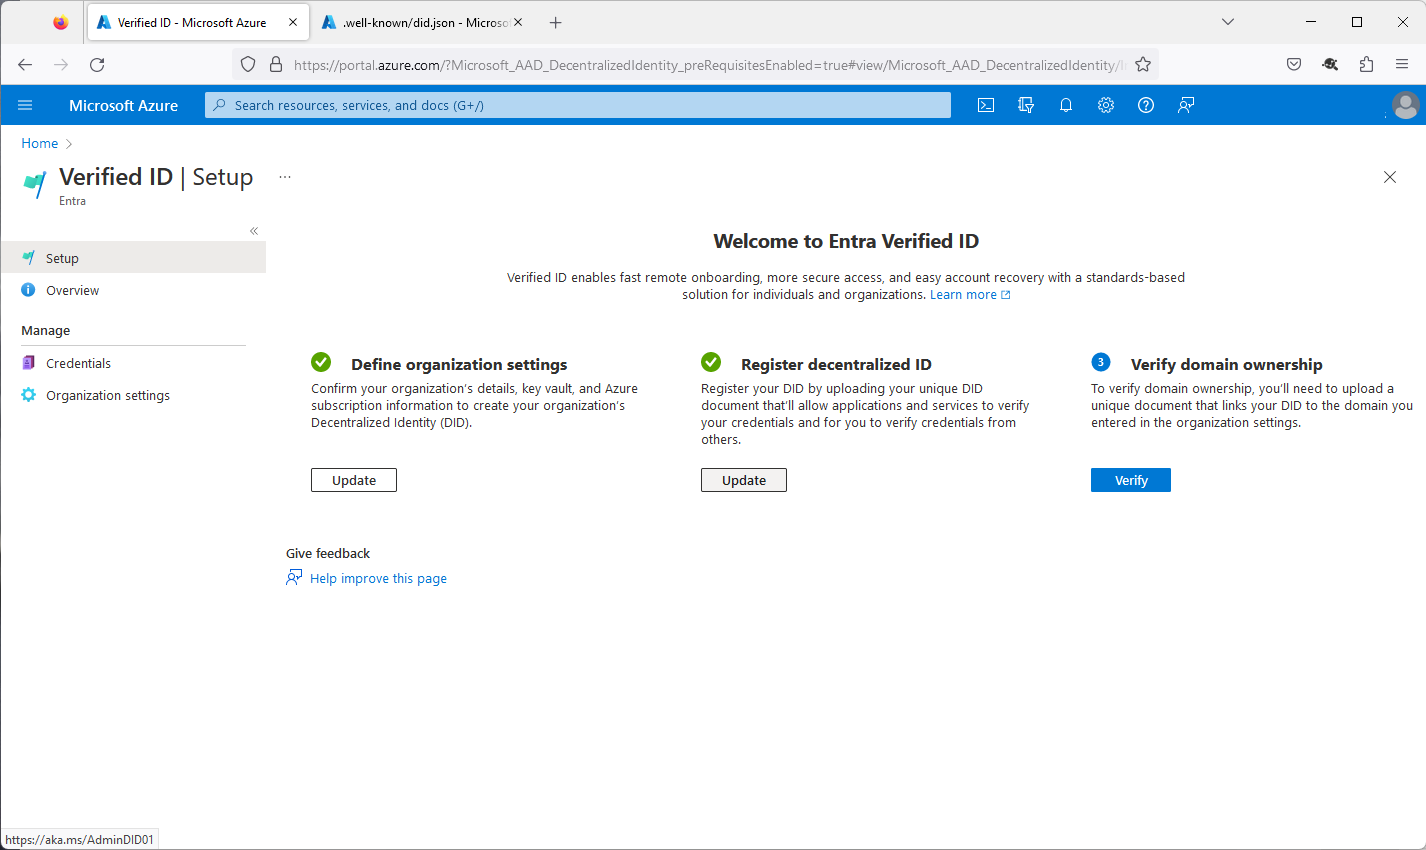 Verified ID - Microsoft Azure
.well-known/did.json - Microso
https://portal.azure.com/?Microsoft_AAD_DecentralizedIdentity_preRequisitesEnabled=true#view/Microsoft_AAD_DecentralizedIdentity/
Microsoft Azure
Search resources, services, and docs (G+/)
Home
Verified ID | Setup
...
Entra
Setup
Overview
Manage
Credentials
Organization settings
Welcome to Entra Verified ID
Verified ID enables fast remote onboarding, more secure access, and easy account recovery with a standards-based
solution for individuals and organizations. Learn more
Define organization settings
Confirm your organization's details, key vault, and Azure
subscription information to create your organization's
Decentralized Identity (DID).
Update
Register decentralized ID
Register your DID by uploading your unique DID
document that'll allow applications and services to verify
your credentials and for you to verify credentials from
others.
Update
3
Verify domain ownership
To verify domain ownership, you'll need to upload a
unique document that links your DID to the domain you
entered in the organization settings.
Verify
Give feedback
Help improve this page
https://aka.ms/AdminDID01